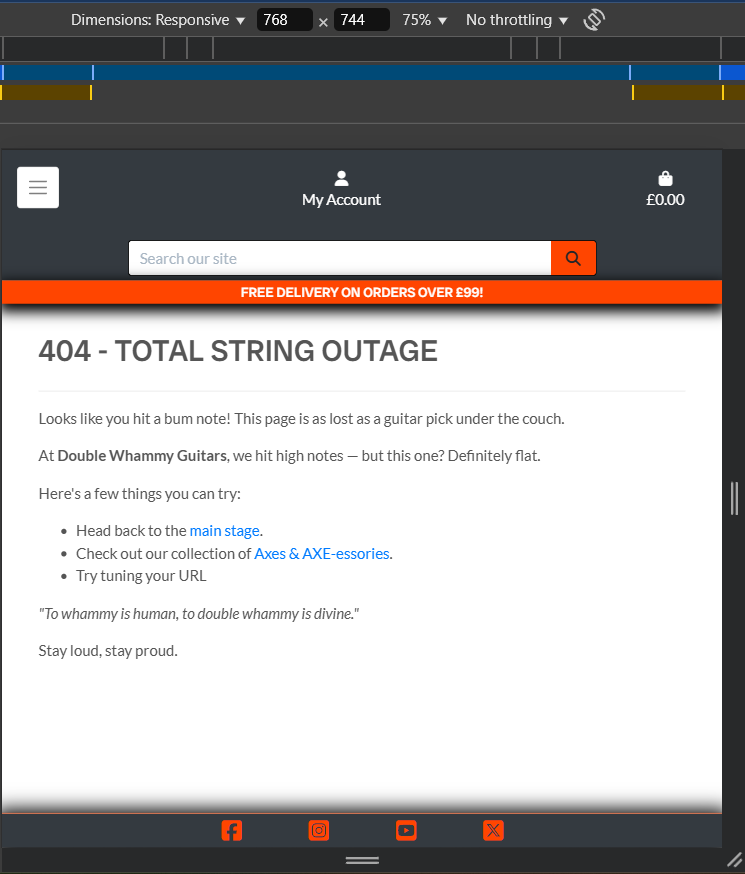 Dimensions: Responsive ▼ 768 × 744 75% ▼ No throttling ▼
My Account
£0.00
Search our site
FREE DELIVERY ON ORDERS OVER £99!
404 - TOTAL STRING OUTAGE
Looks like you hit a bum note! This page is as lost as a guitar pick under the couch.
At Double Whammy Guitars, we hit high notes — but this one? Definitely flat.
Here's a few things you can try:
• Head back to the main stage.
• Check out our collection of Axes & AXE-essories.
• Try tuning your URL
"To whammy is human, to double whammy is divine."
Stay loud, stay proud.